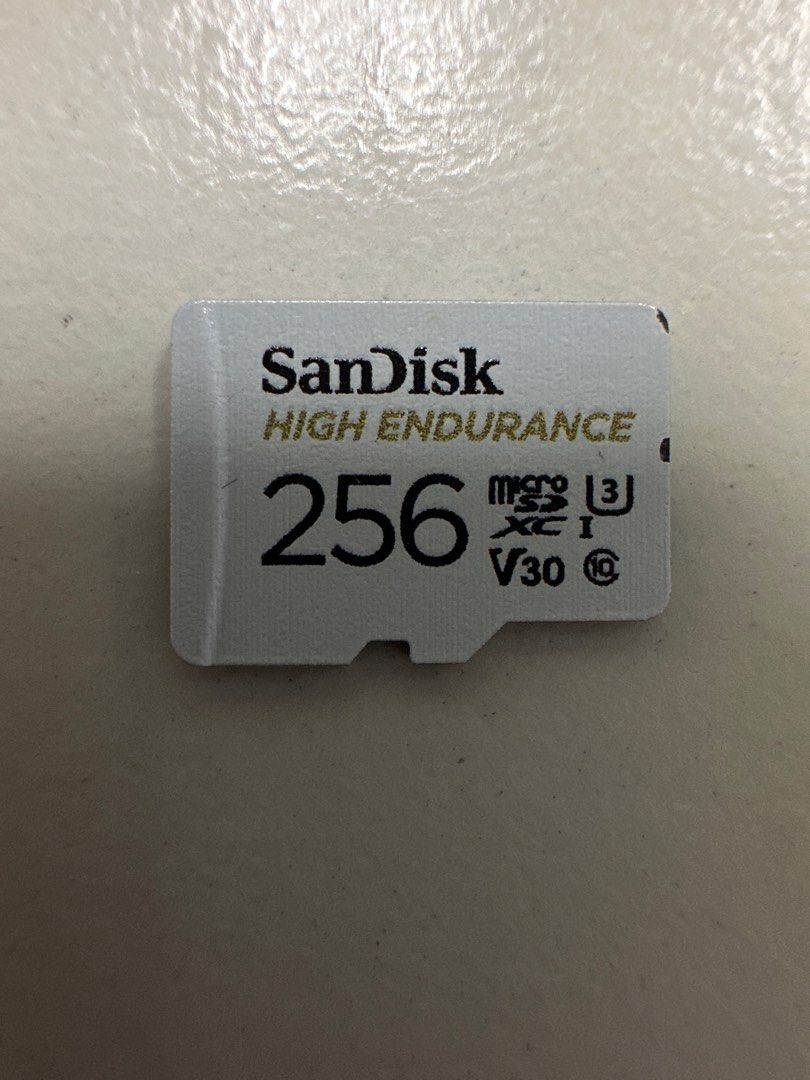 SanDisk
HIGH ENDURANCE
256
micro SD XC I
U3
V30
10